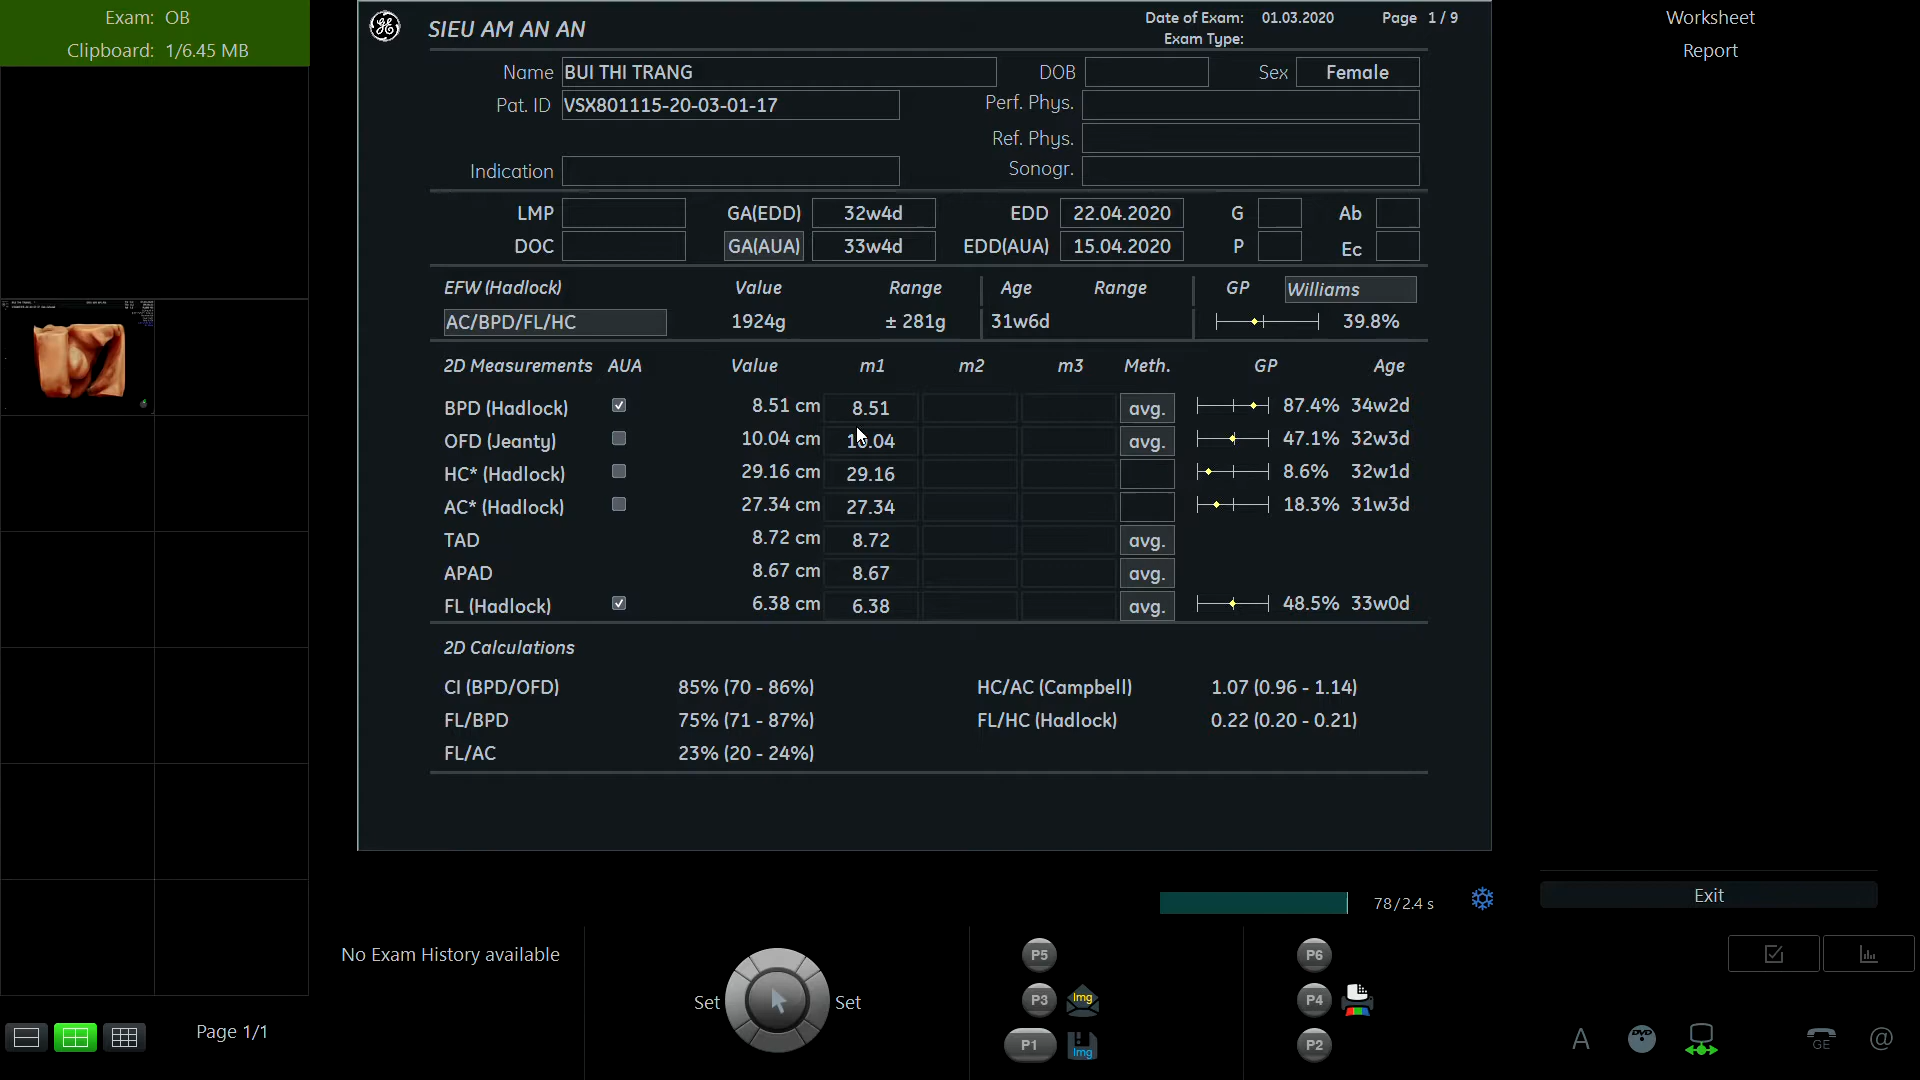 Exam: OB
Clipboard: 1/6.45 MB
SIEU AM AN AN
Date of Exam: 01.03.2020 Page 1 / 9
Exam Type:
Worksheet
Report
Name BUI THI TRANG DOB Sex Female
Pat. ID VSX801115-20-03-01-17 Perf. Phys.
Ref. Phys.
Indication Sonogr.
LMP GA(EDD) 32w4d EDD 22.04.2020 G Ab
DOC GA(AUA) 33w4d EDD(AUA) 15.04.2020 P Ec
EFW (Hadlock) Value Range Age Range GP Williams
AC/BPD/FL/HC 1924g ± 281g 31w6d 39.8%
2D Measurements AUA Value m1 m2 m3 Meth. GP Age
BPD (Hadlock) 8.51 cm 8.51 avg. 87.4% 34w2d
OFD (Jeanty) 10.04 cm 10.04 avg. 47.1% 32w3d
HC* (Hadlock) 29.16 cm 29.16 8.6% 32w1d
AC* (Hadlock) 27.34 cm 27.34 18.3% 31w3d
TAD 8.72 cm 8.72 avg.
APAD 8.67 cm 8.67 avg.
FL (Hadlock) 6.38 cm 6.38 avg. 48.5% 33w0d
2D Calculations
CI (BPD/OFD) 85% (70 - 86%) HC/AC (Campbell) 1.07 (0.96 - 1.14)
FL/BPD 75% (71 - 87%) FL/HC (Hadlock) 0.22 (0.20 - 0.21)
FL/AC 23% (20 - 24%)
78/2.4 s
Exit
No Exam History available
Set Set
P5 P6
P3 Img P4
P1 Img P2
Page 1/1
A DVD GE @